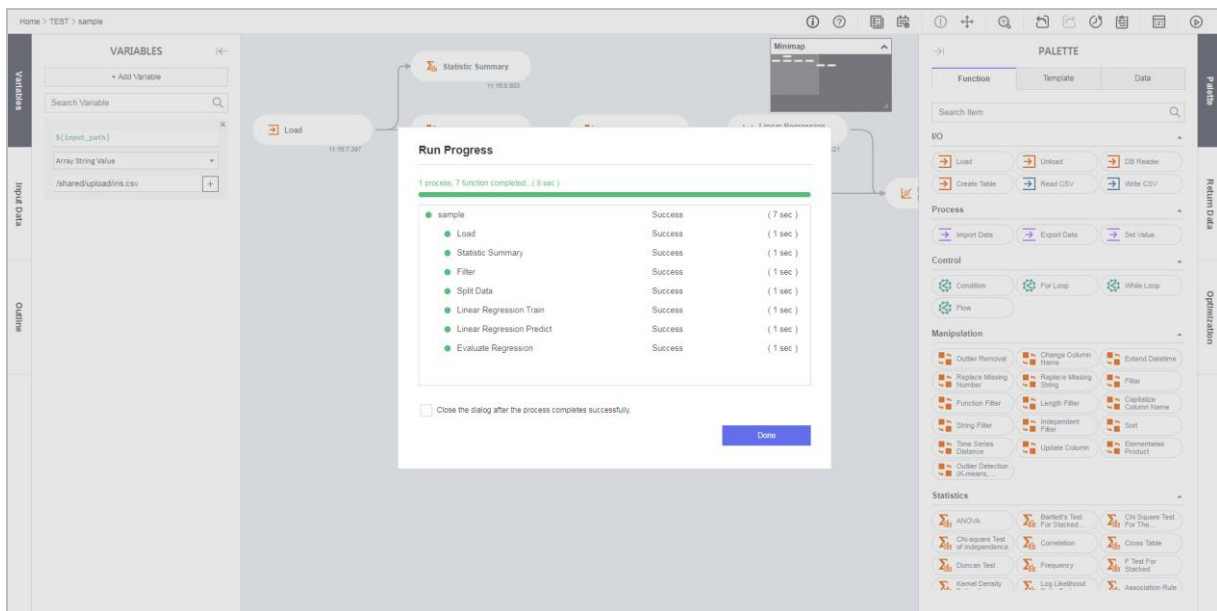 Home > TEST > sample
Variables
Input Data
Outline
VARIABLES
+ Add Variable
Search Variable
${input_path}
Array String Value
/shared/upload/iris.csv
Load
Statistic Summary
Minimap
Linear Regression
Run Progress
1 process, 7 function completed...( 8 sec )
sample Success ( 7 sec )
Load Success ( 1 sec )
Statistic Summary Success ( 1 sec )
Filter Success ( 1 sec )
Split Data Success ( 1 sec )
Linear Regression Train Success ( 1 sec )
Linear Regression Predict Success ( 1 sec )
Evaluate Regression Success ( 1 sec )
Close the dialog after the process completes successfully.
Done
PALETTE
Function Template Data
Search Item
I/O
Load Unload DB Reader
Create Table Read CSV Write CSV
Process
Import Data Export Data Set Value
Control
Condition For Loop While Loop
Flow
Manipulation
Outlier Removal Change Column Name Extend Datetime
Replace Missing Number Replace Missing String Filter
Function Filter Length Filter Capitalize Column Name
String Filter Independent Filter Sort
Time Series Distance Update Column Elementwise Product
Outlier Detection (K-means,...
Statistics
ANOVA Bartlett's Test For Stacked... Chi Square Test For The...
Chi-square Test of Independence Correlation Cross Table
Duncan Test Frequency F Test For Stacked
Kernel Density Log Likelihood Association Rule
Palette
Return Data
Optimization